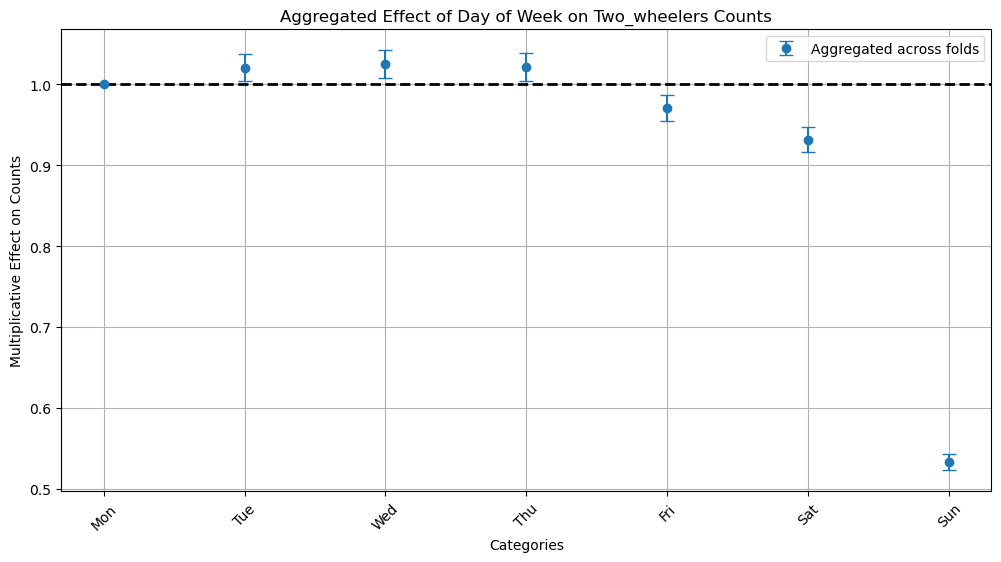 Aggregated Effect of Day of Week on Two_wheelers Counts
Aggregated across folds
Multiplicative Effect on Counts
1.0
0.9
0.8
0.7
0.6
0.5
Mon
Tue
Wed
Thu
Fri
Sat
Sun
Categories